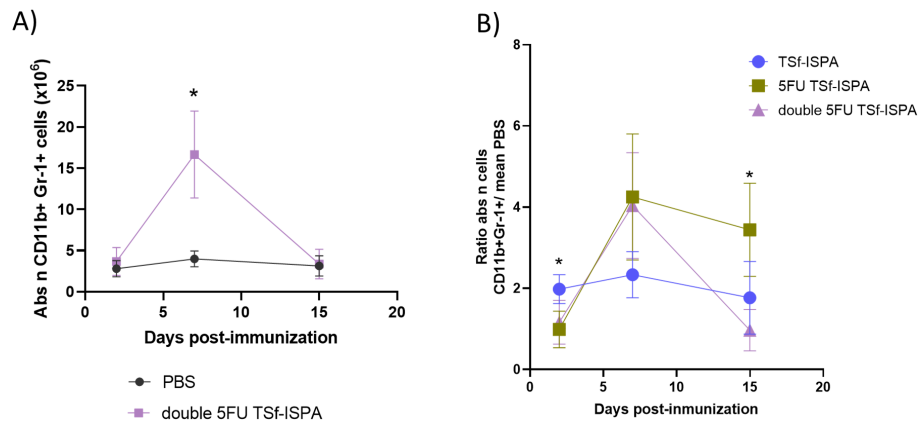 A)
Abs n CD11b+ Gr-1+ cells (x10⁶)
25
20
15
10
5
0
*
0 5 10 15 20
Days post-immunization
PBS
double 5FU TSf-ISPA
B)
Ratio abs n cells
CD11b+Gr-1+/ mean PBS
8
6
4
2
0
*
*
0 5 10 15 20
Days post-inmunization
TSf-ISPA
5FU TSf-ISPA
double 5FU TSf-ISPA